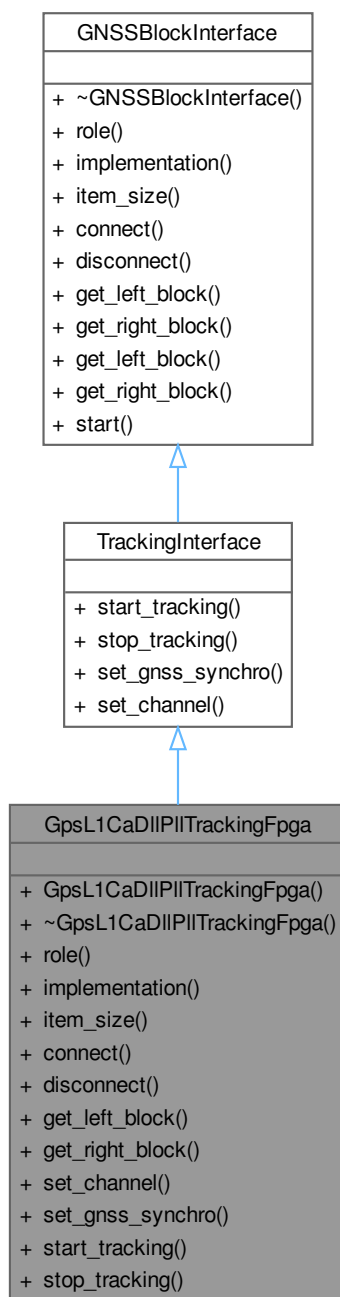 GNSSBlockInterface
+ ~GNSSBlockInterface()
+ role()
+ implementation()
+ item_size()
+ connect()
+ disconnect()
+ get_left_block()
+ get_right_block()
+ get_left_block()
+ get_right_block()
+ start()
TrackingInterface
+ start_tracking()
+ stop_tracking()
+ set_gnss_synchro()
+ set_channel()
GpsL1CaDllPllTrackingFpga
+ GpsL1CaDllPllTrackingFpga()
+ ~GpsL1CaDllPllTrackingFpga()
+ role()
+ implementation()
+ item_size()
+ connect()
+ disconnect()
+ get_left_block()
+ get_right_block()
+ set_channel()
+ set_gnss_synchro()
+ start_tracking()
+ stop_tracking()